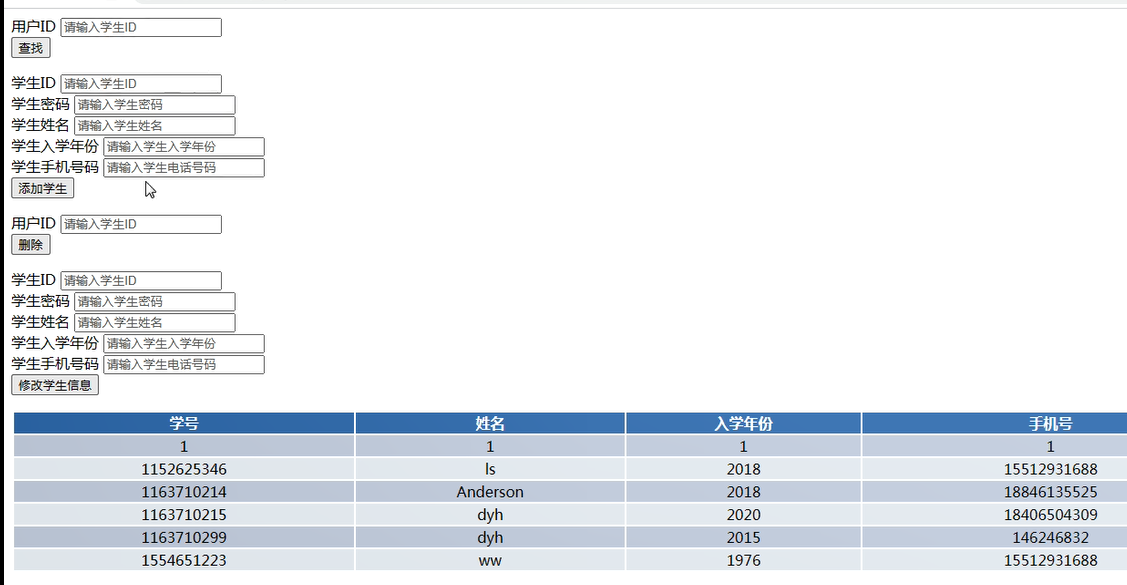 用户ID 请输入学生ID
查找
学生ID 请输入学生ID
学生密码 请输入学生密码
学生姓名 请输入学生姓名
学生入学年份 请输入学生入学年份
学生手机号码 请输入学生电话号码
添加学生
用户ID 请输入学生ID
删除
学生ID 请输入学生ID
学生密码 请输入学生密码
学生姓名 请输入学生姓名
学生入学年份 请输入学生入学年份
学生手机号码 请输入学生电话号码
修改学生信息
学号 姓名 入学年份 手机号
1 1 1 1
1152625346 ls 2018 15512931688
1163710214 Anderson 2018 18846135525
1163710215 dyh 2020 18406504309
1163710299 dyh 2015 146246832
1554651223 ww 1976 15512931688